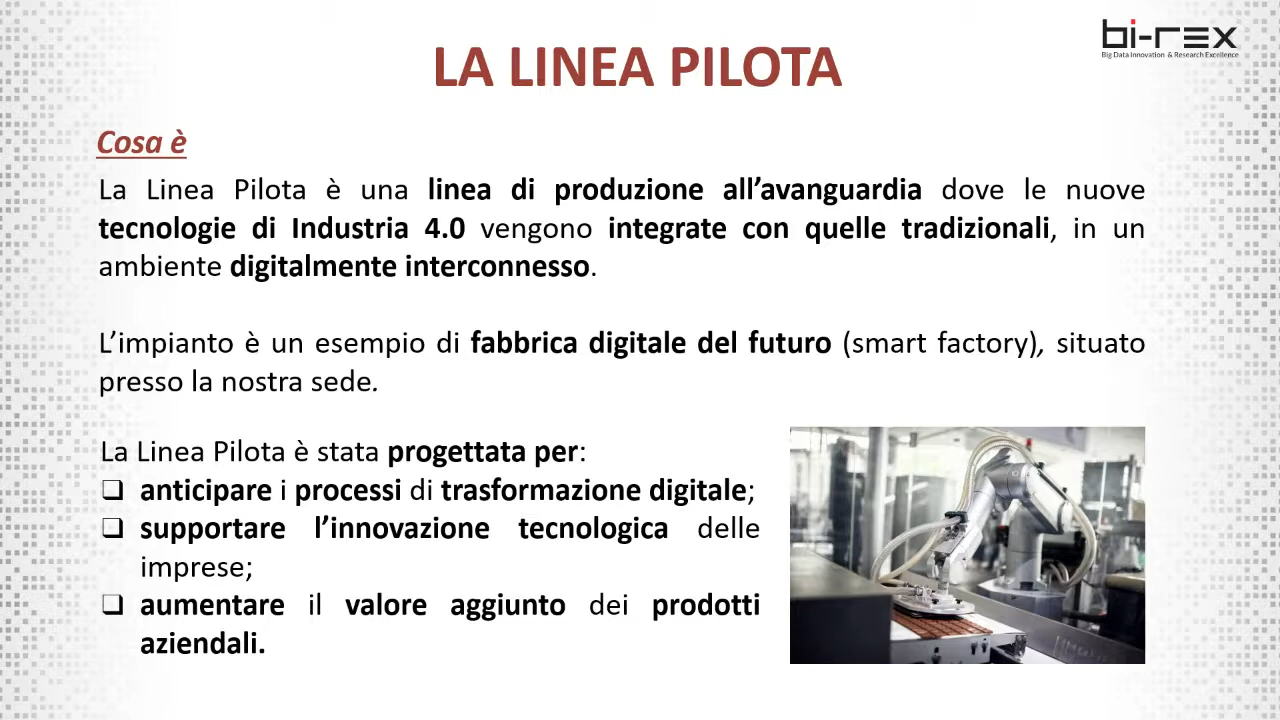 bi-rex
Big Data Innovation & Research Excellence
LA LINEA PILOTA
Cosa è
La Linea Pilota è una linea di produzione all’avanguardia dove le nuove
tecnologie di Industria 4.0 vengono integrate con quelle tradizionali, in un
ambiente digitalmente interconnesso.
L’impianto è un esempio di fabbrica digitale del futuro (smart factory), situato
presso la nostra sede.
La Linea Pilota è stata progettata per:
❑ anticipare i processi di trasformazione digitale;
❑ supportare l’innovazione tecnologica delle
imprese;
❑ aumentare il valore aggiunto dei prodotti
aziendali.